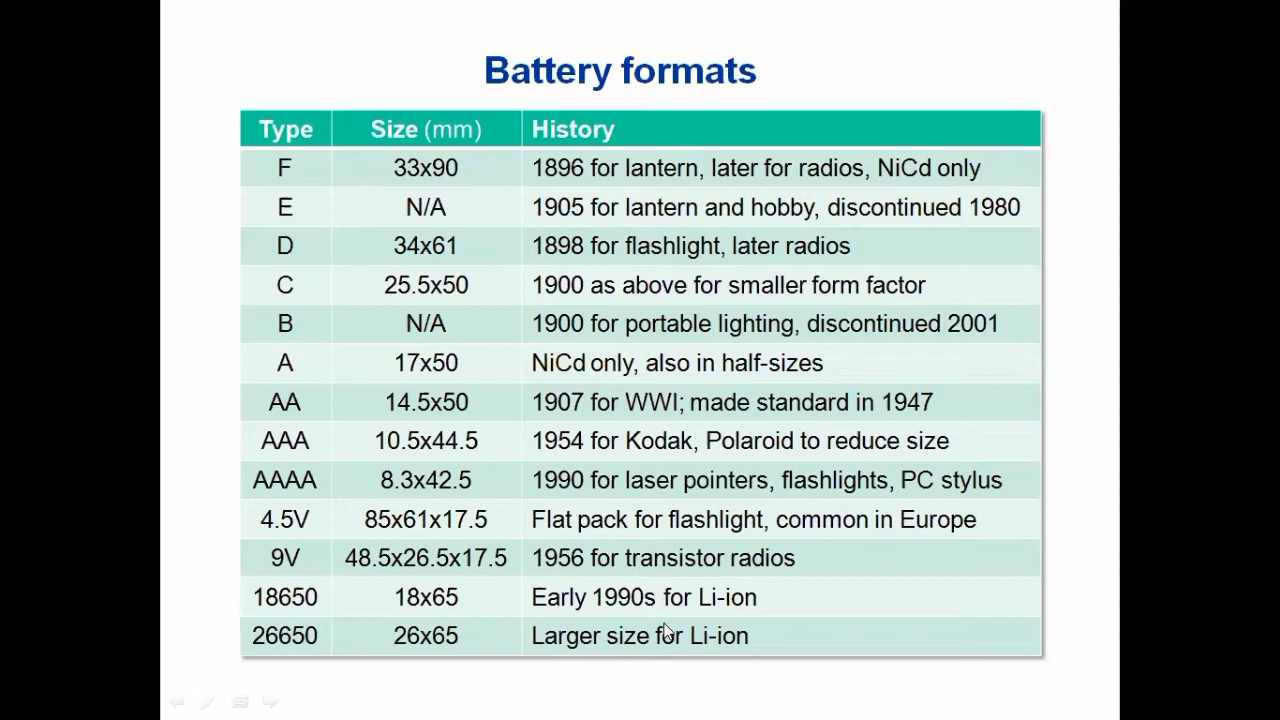 Battery formats
Type Size (mm) History
F 33x90 1896 for lantern, later for radios, NiCd only
E N/A 1905 for lantern and hobby, discontinued 1980
D 34x61 1898 for flashlight, later radios
C 25.5x50 1900 as above for smaller form factor
B N/A 1900 for portable lighting, discontinued 2001
A 17x50 NiCd only, also in half-sizes
AA 14.5x50 1907 for WWI; made standard in 1947
AAA 10.5x44.5 1954 for Kodak, Polaroid to reduce size
AAAA 8.3x42.5 1990 for laser pointers, flashlights, PC stylus
4.5V 85x61x17.5 Flat pack for flashlight, common in Europe
9V 48.5x26.5x17.5 1956 for transistor radios
18650 18x65 Early 1990s for Li-ion
26650 26x65 Larger size for Li-ion